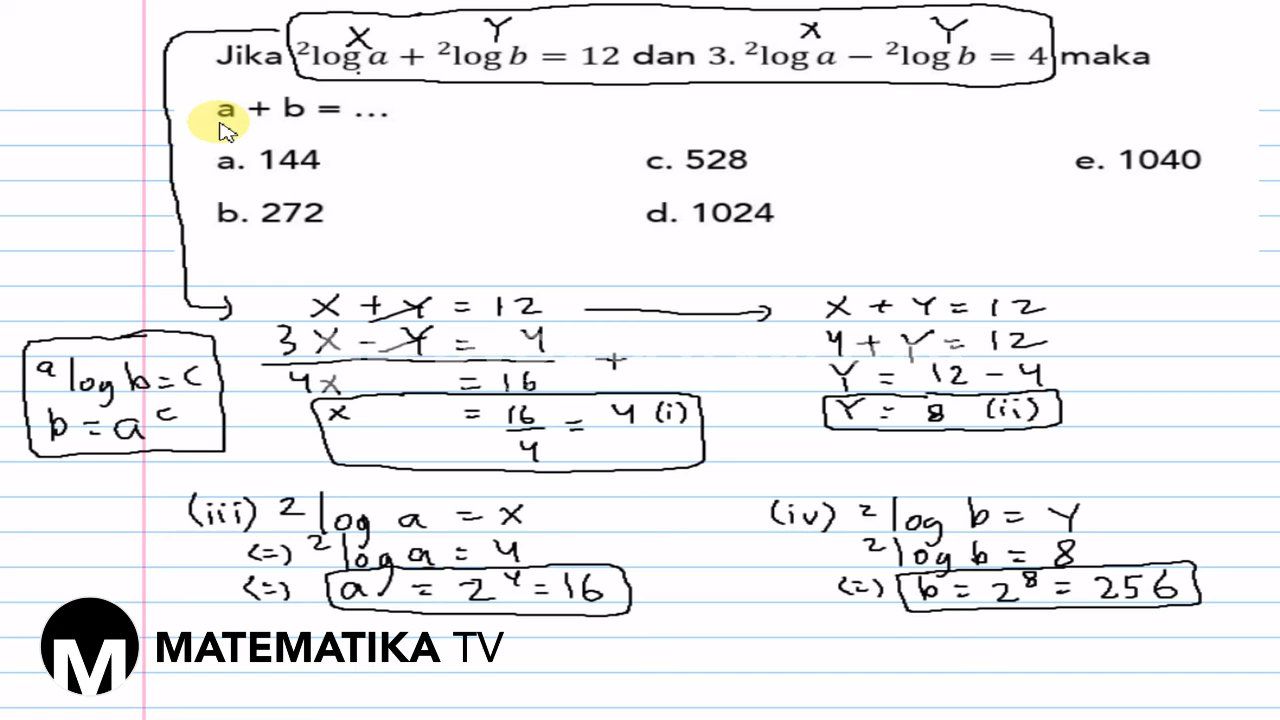 X Y X Y
Jika ²log a + ²log b = 12 dan 3. ²log a − ²log b = 4 maka
a + b = ...
a. 144 c. 528 e. 1040
b. 272 d. 1024
X + Y = 12 X + Y = 12
3X - Y = 4 + 4 + Y = 12
4x = 16 Y = 12 - 4
x = 16/4 = 4 (i) Y = 8 (ii)
ᵃlog b = c
b = aᶜ
(iii) ²log a = X (iv) ²log b = Y
(=) ²log a = 4 ²log b = 8
(=) a = 2⁴ = 16 (=) b = 2⁸ = 256
M MATEMATIKA TV